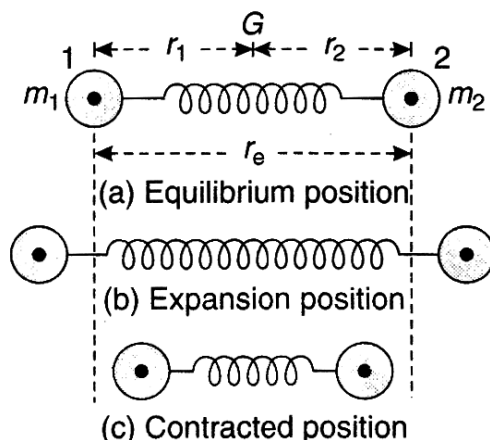 G
1 r₁ r₂ 2
m₁ m₂
rₑ
(a) Equilibrium position
(b) Expansion position
(c) Contracted position